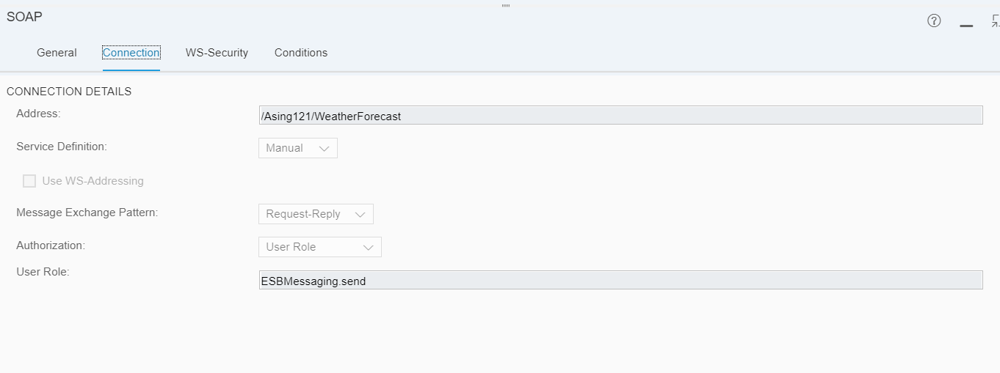 SOAP
General Connection WS-Security Conditions
CONNECTION DETAILS
Address: /Asing121/WeatherForecast
Service Definition: Manual
Use WS-Addressing
Message Exchange Pattern: Request-Reply
Authorization: User Role
User Role: ESBMessaging.send